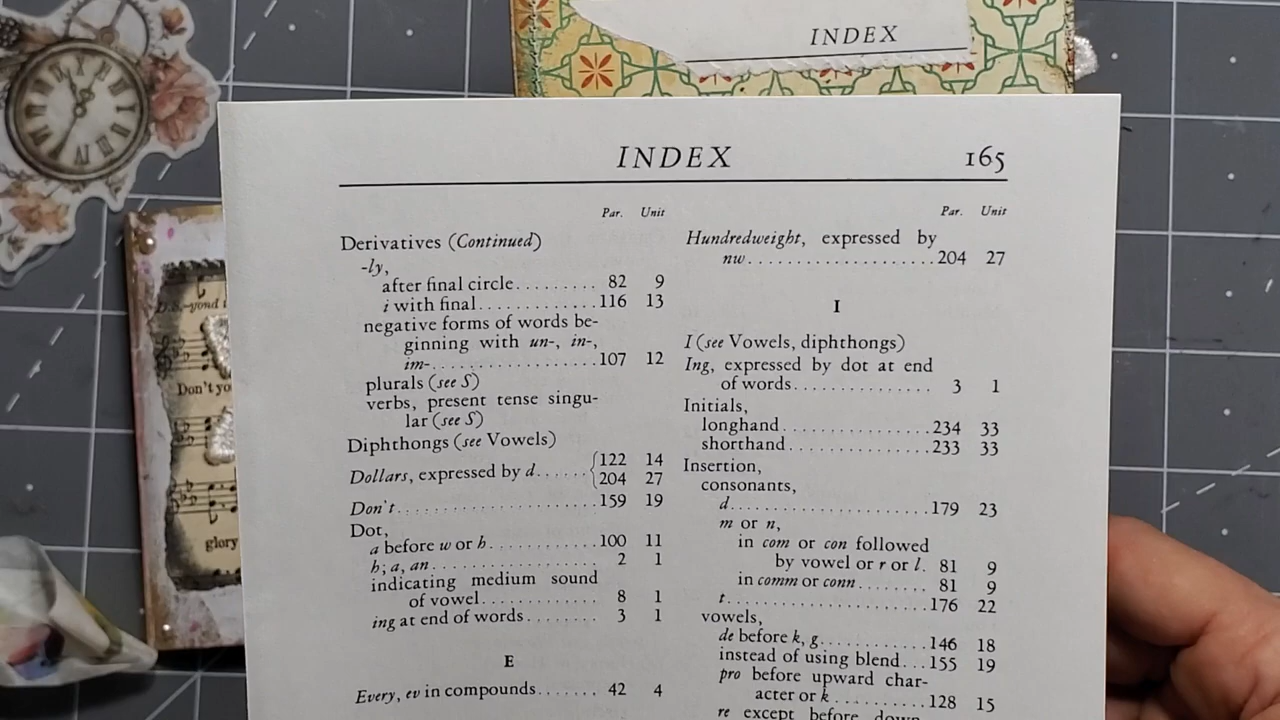 INDEX
INDEX 165
Par. Unit
Derivatives (Continued)
-ly,
after final circle......... 82 9
i with final.............116 13
negative forms of words be-
ginning with un-, in-,
im-......................107 12
plurals (see S)
verbs, present tense singu-
lar (see S)
Diphthongs (see Vowels)
Dollars, expressed by d......{122 14
204 27
Don't.......................159 19
Dot,
a before w or h............100 11
h; a, an.................... 2 1
indicating medium sound
of vowel............. 8 1
ing at end of words........ 3 1
E
Every, ev in compounds....... 42 4
Par. Unit
Hundredweight, expressed by
nw....................204 27
I
I (see Vowels, diphthongs)
Ing, expressed by dot at end
of words............... 3 1
Initials,
longhand................234 33
shorthand...............233 33
Insertion,
consonants,
d.......................179 23
m or n,
in com or con followed
by vowel or r or l. 81 9
in comm or conn........ 81 9
t.......................176 22
vowels,
de before k, g............146 18
instead of using blend...155 19
pro before upward char-
acter or k............128 15
re except before down-
D.S.-yond
Don't yo
glory